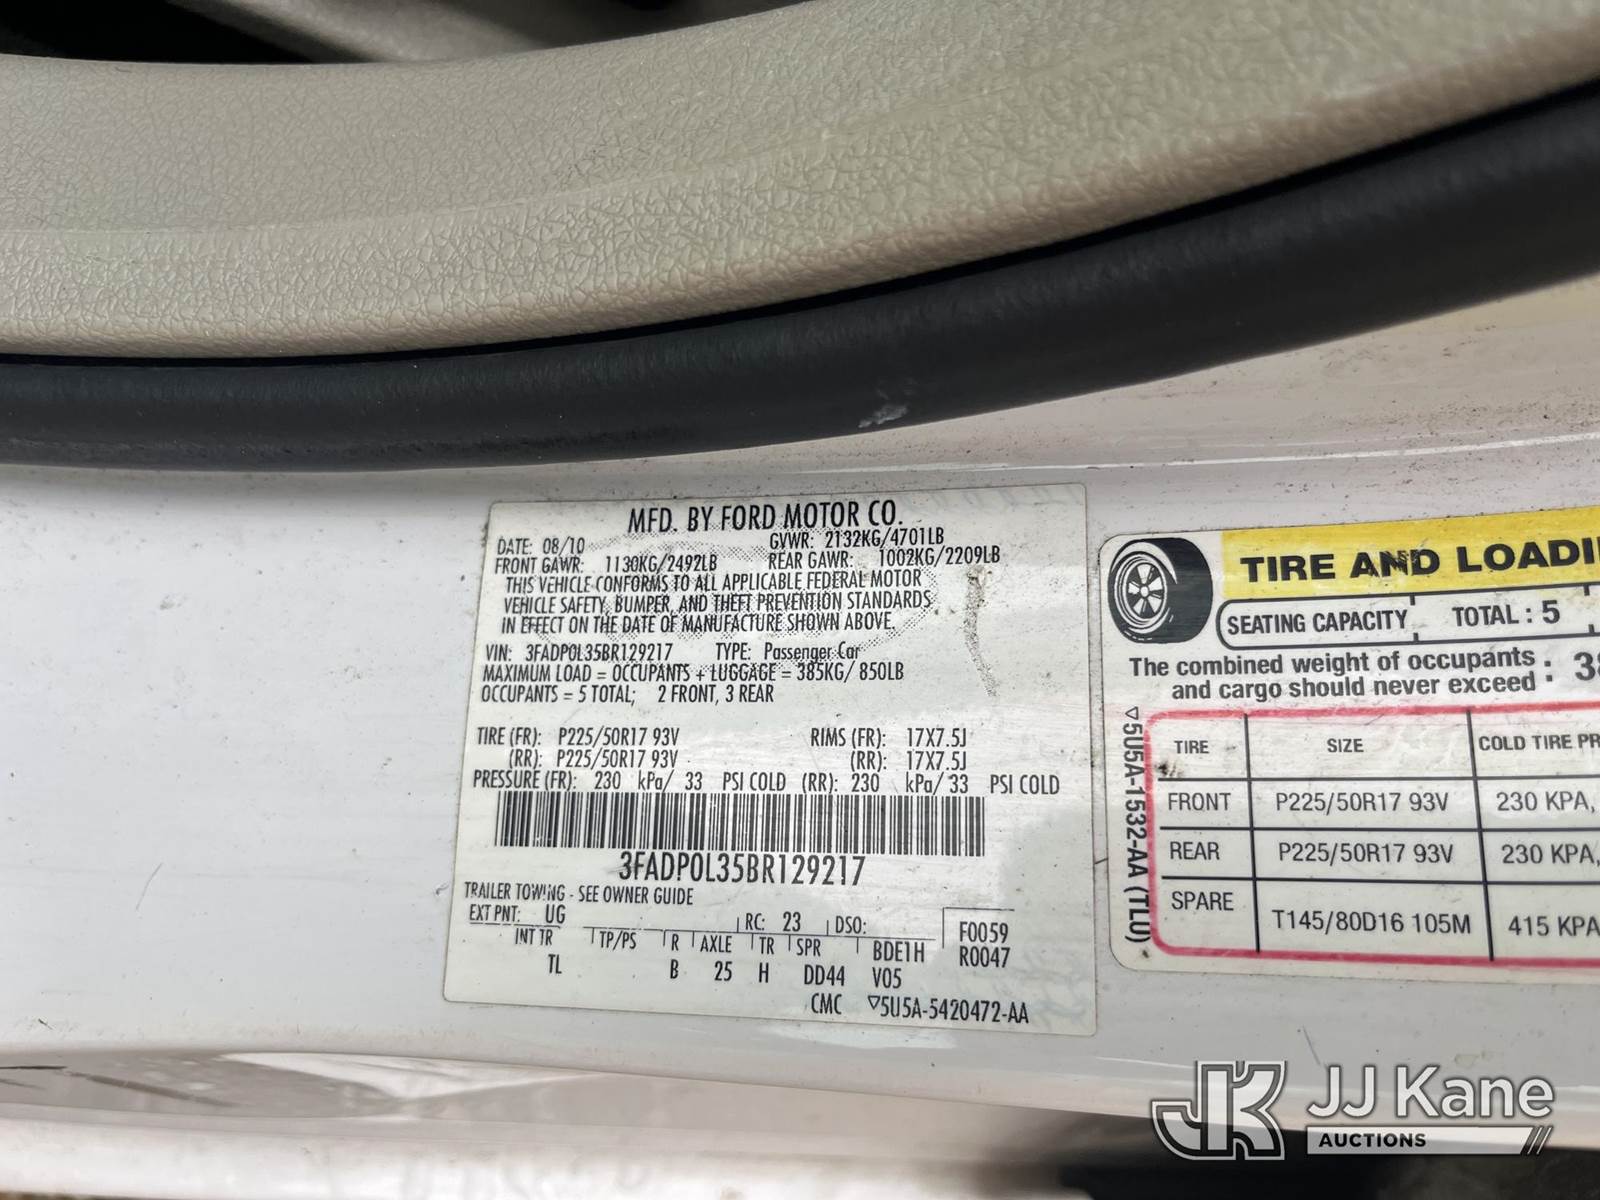 MFD. BY FORD MOTOR CO.
DATE: 08/10 GVWR: 2132KG/4701LB
FRONT GAWR: 1130KG/2492LB REAR GAWR: 1002KG/2209LB
THIS VEHICLE CONFORMS TO ALL APPLICABLE FEDERAL MOTOR
VEHICLE SAFETY, BUMPER, AND THEFT PREVENTION STANDARDS
IN EFFECT ON THE DATE OF MANUFACTURE SHOWN ABOVE.
VIN: 3FADP0L35BR129217 TYPE: Passenger Car
MAXIMUM LOAD = OCCUPANTS + LUGGAGE = 385KG/ 850LB
OCCUPANTS = 5 TOTAL; 2 FRONT, 3 REAR
TIRE (FR): P225/50R17 93V RIMS (FR): 17X7.5J
(RR): P225/50R17 93V (RR): 17X7.5J
PRESSURE (FR): 230 kPa/ 33 PSI COLD (RR): 230 kPa/ 33 PSI COLD
3FADP0L35BR129217
TRAILER TOWING - SEE OWNER GUIDE
EXT PNT: UG RC: 23 DSO: F0059
INT TR TP/PS R AXLE TR SPR BDE1H R0047
TL B 25 H DD44 V05
CMC ▽5U5A-5420472-AA
TIRE AND LOADI
SEATING CAPACITY TOTAL : 5
The combined weight of occupants
and cargo should never exceed : 38
▽5U5A-1532-AA (TLU)
TIRE SIZE COLD TIRE PR
FRONT P225/50R17 93V 230 KPA,
REAR P225/50R17 93V 230 KPA,
SPARE T145/80D16 105M 415 KPA
JK JJ Kane
AUCTIONS